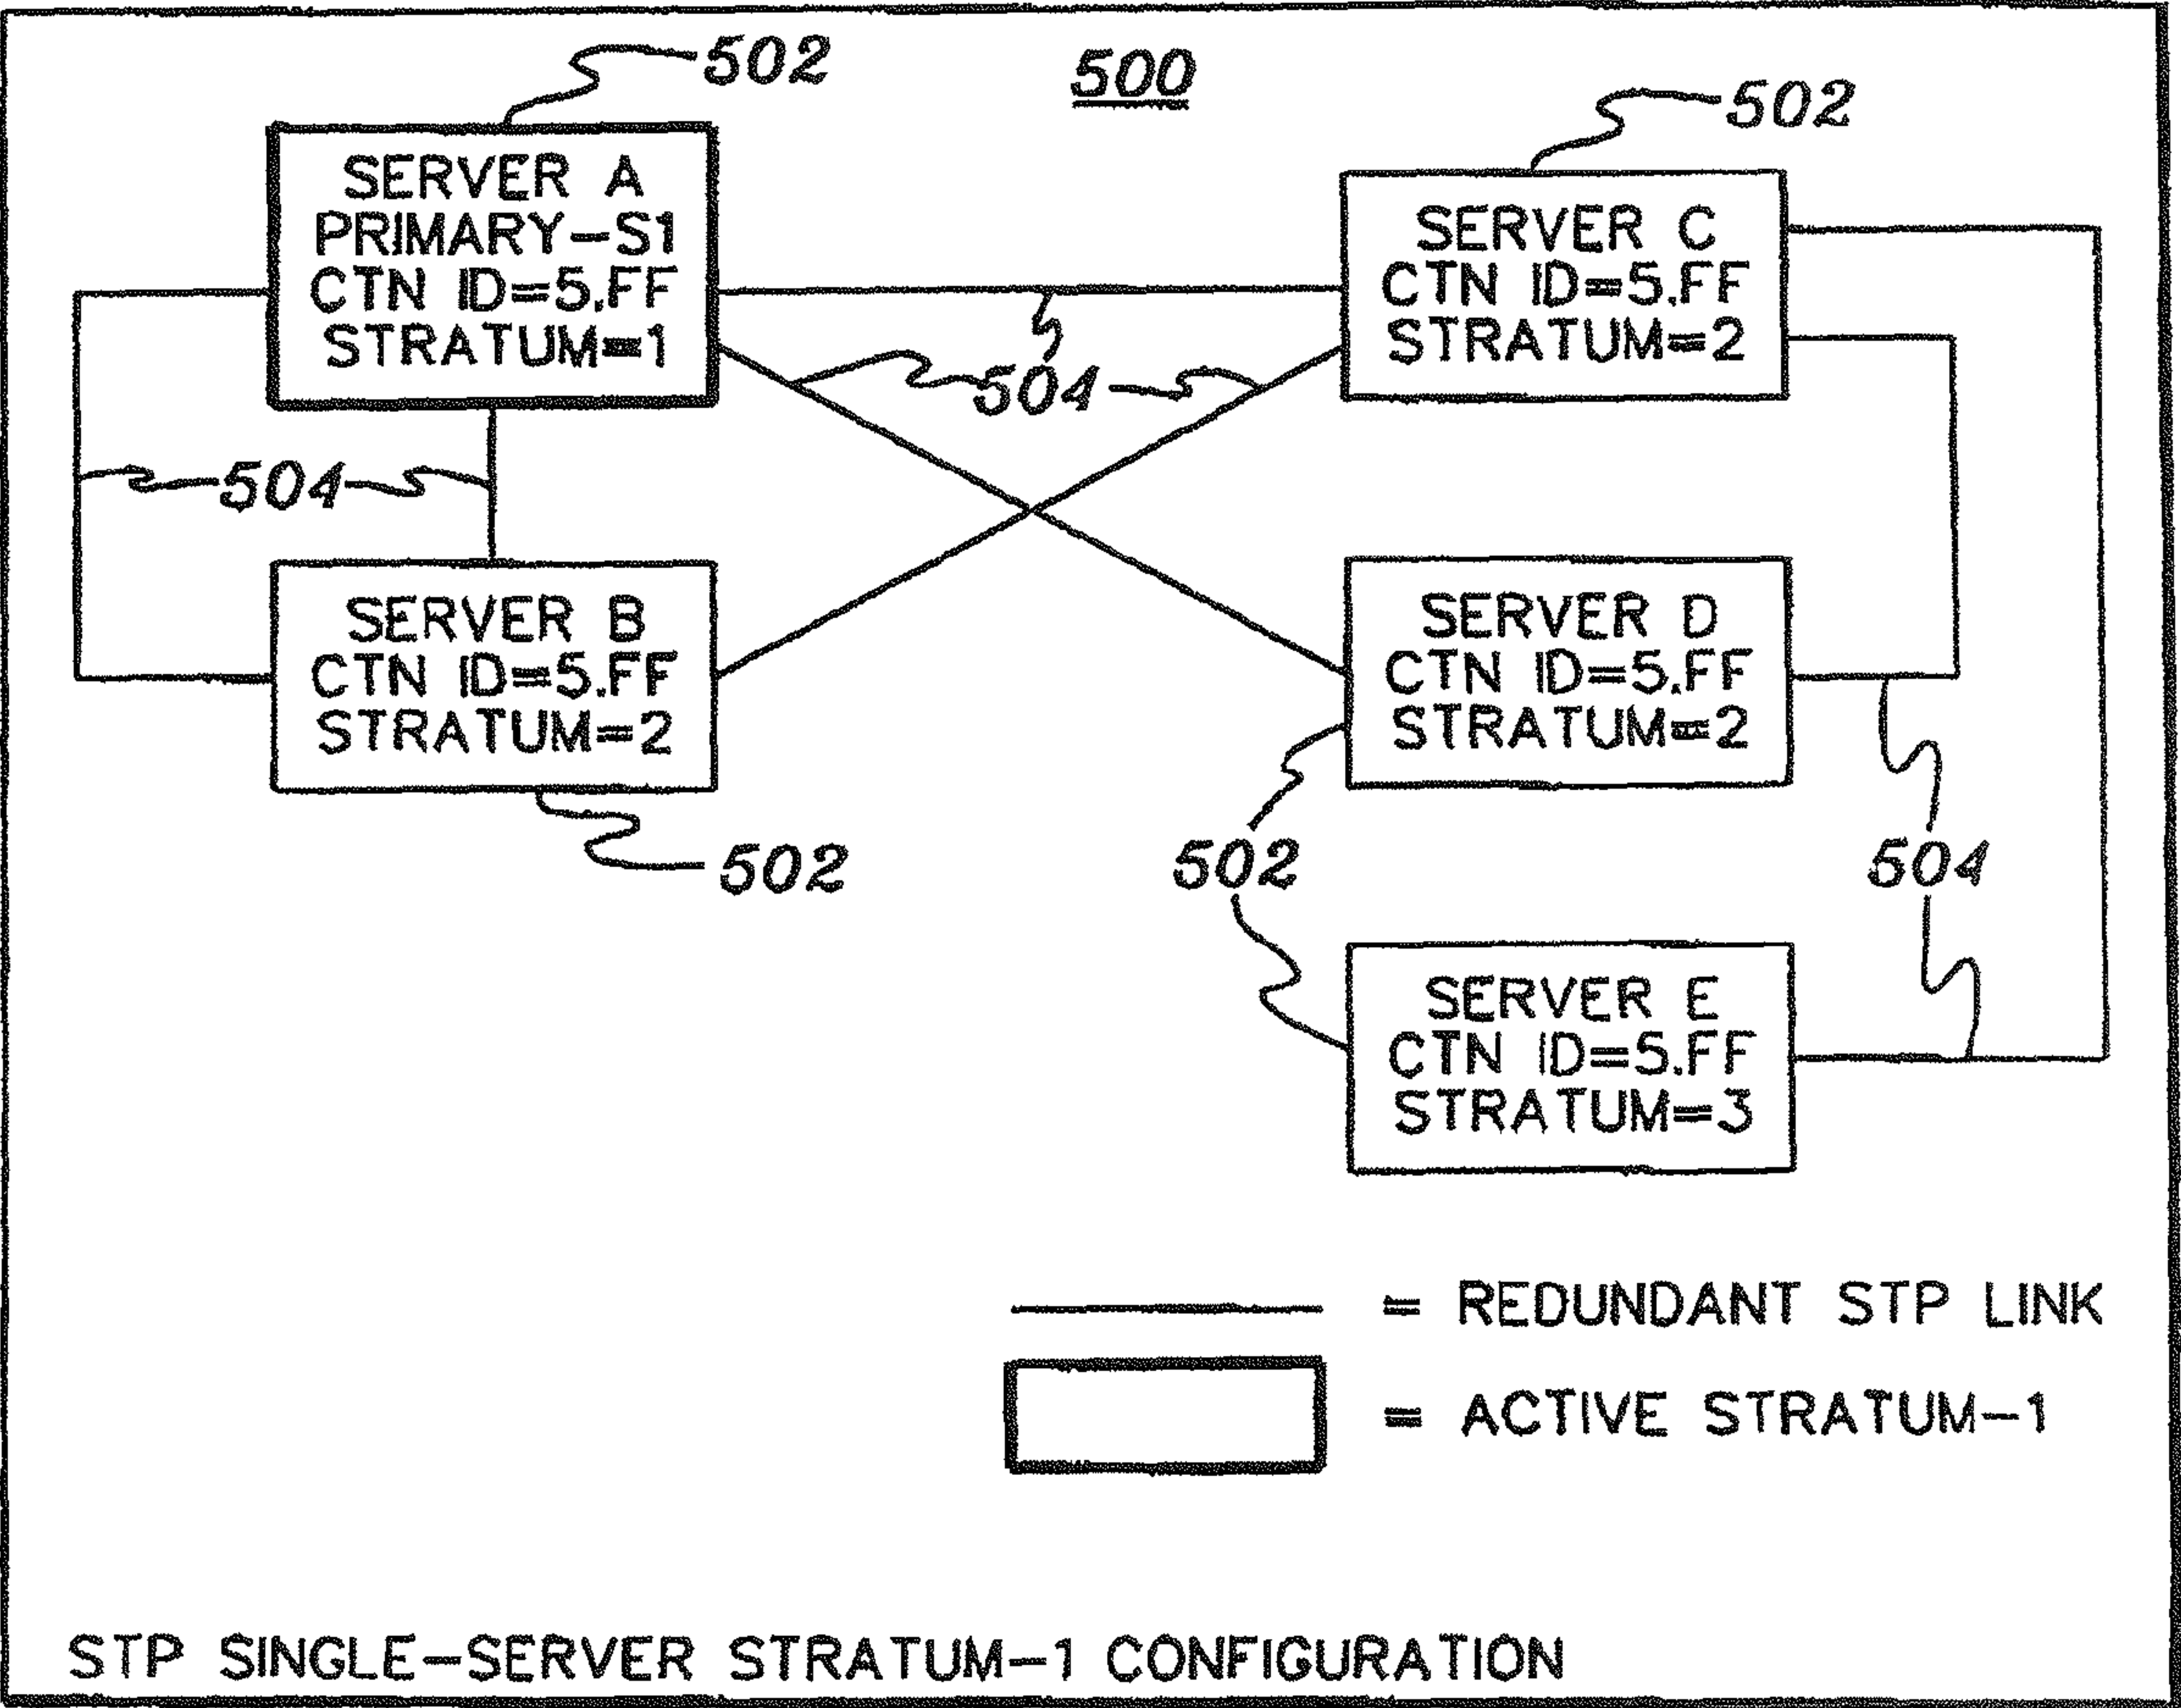 502
500
502
SERVER A
PRIMARY-S1
CTN ID=5.FF
STRATUM=1
SERVER C
CTN ID=5.FF
STRATUM=2
504
504
SERVER B
CTN ID=5.FF
STRATUM=2
SERVER D
CTN ID=5.FF
STRATUM=2
502
502
504
SERVER E
CTN ID=5.FF
STRATUM=3
= REDUNDANT STP LINK
= ACTIVE STRATUM-1
STP SINGLE-SERVER STRATUM-1 CONFIGURATION